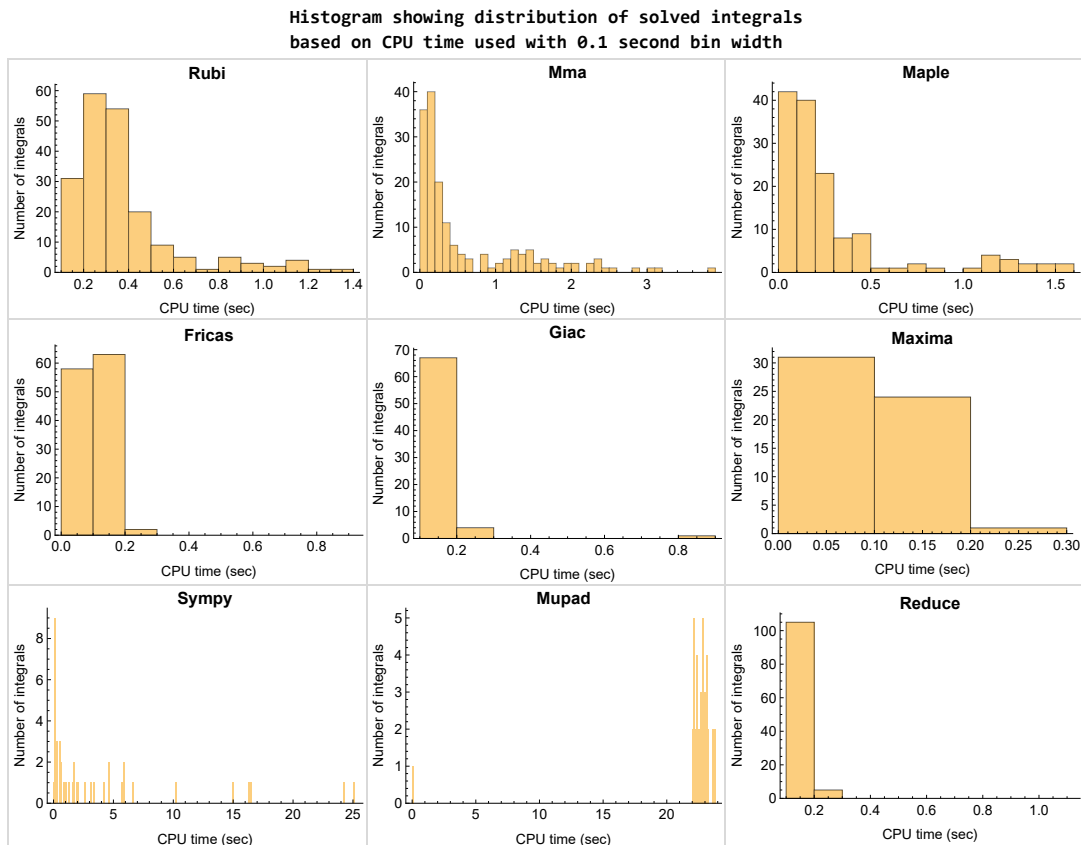 Histogram showing distribution of solved integrals
based on CPU time used with 0.1 second bin width
Rubi
Number of integrals
60
50
40
30
20
10
0
0.2 0.4 0.6 0.8 1.0 1.2 1.4
CPU time (sec)
Mma
Number of integrals
40
30
20
10
0
0 1 2 3
CPU time (sec)
Maple
Number of integrals
40
30
20
10
0
0.0 0.5 1.0 1.5
CPU time (sec)
Fricas
Number of integrals
60
50
40
30
20
10
0
0.0 0.2 0.4 0.6 0.8
CPU time (sec)
Giac
Number of integrals
70
60
50
40
30
20
10
0
0.2 0.4 0.6 0.8
CPU time (sec)
Maxima
Number of integrals
30
25
20
15
10
5
0
0.00 0.05 0.10 0.15 0.20 0.25 0.30
CPU time (sec)
Sympy
Number of integrals
8
6
4
2
0
0 5 10 15 20 25
CPU time (sec)
Mupad
Number of integrals
5
4
3
2
1
0
0 5 10 15 20
CPU time (sec)
Reduce
Number of integrals
100
80
60
40
20
0
0.2 0.4 0.6 0.8 1.0
CPU time (sec)